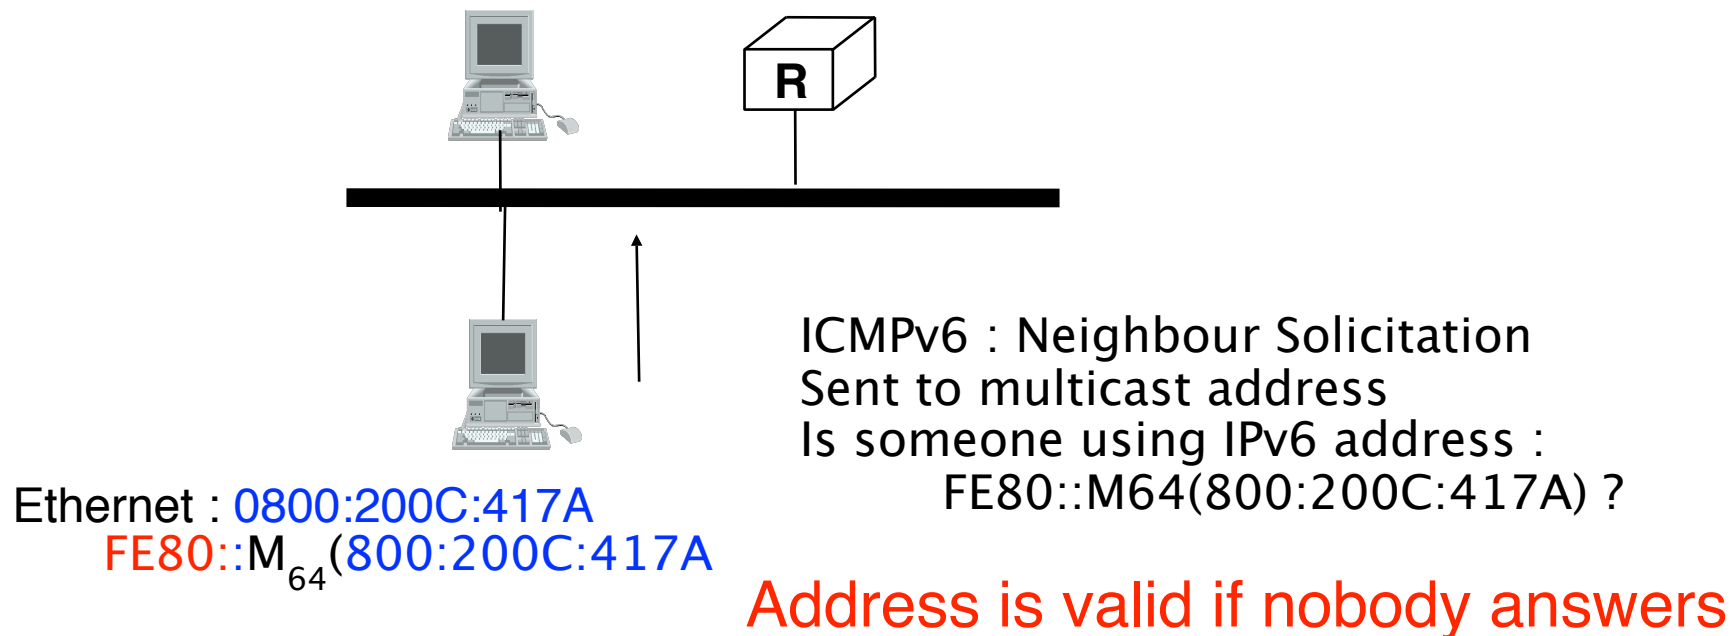 R
ICMPv6 : Neighbour Solicitation
Sent to multicast address
Is someone using IPv6 address :
FE80::M64(800:200C:417A) ?
Ethernet : 0800:200C:417A
FE80::M64(800:200C:417A
Address is valid if nobody answers